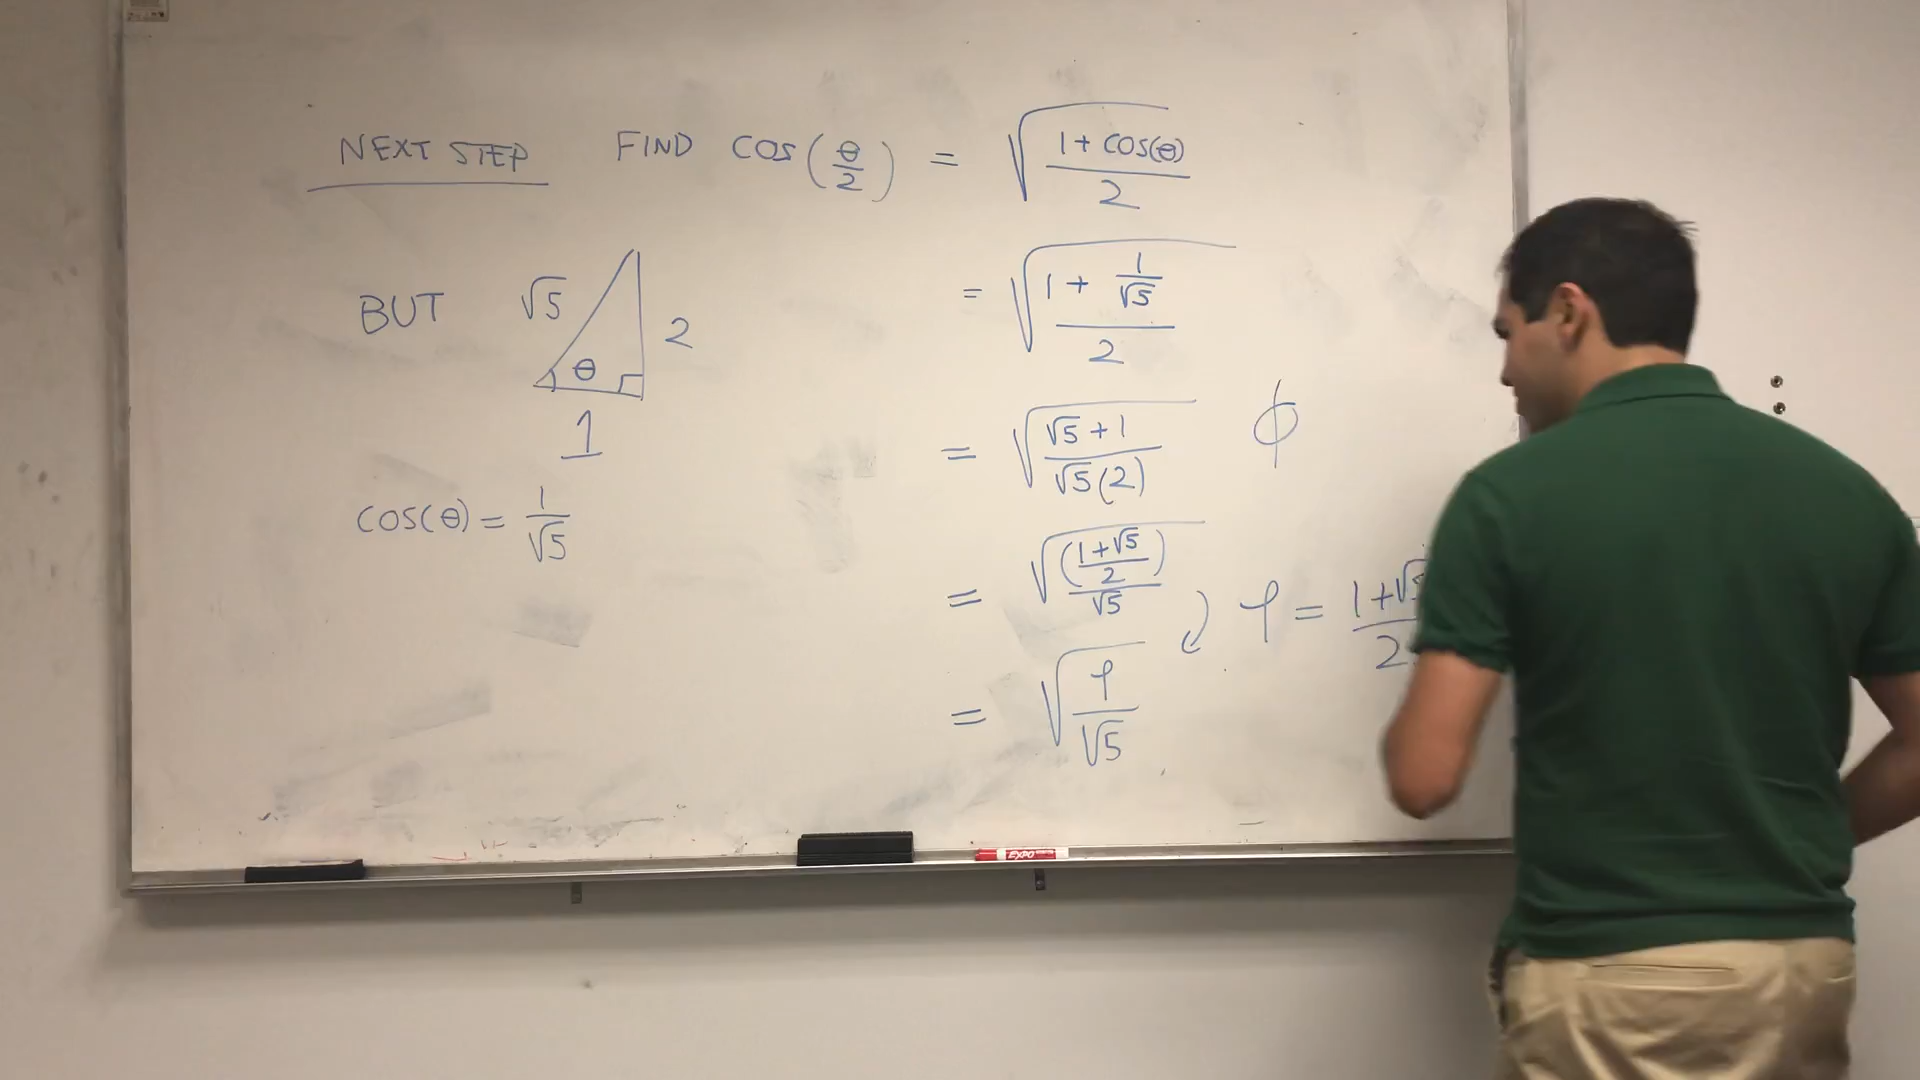 NEXT STEP FIND COS(θ/2) = √((1 + COS(θ))/2)
BUT √5 2 θ 1
= √((1 + 1/√5)/2)
= √((√5 + 1)/(√5(2))) ϕ
COS(θ) = 1/√5
= √(((1+√5)/2)/√5) φ = (1+√5)/2
= √(φ/√5)
EXPO